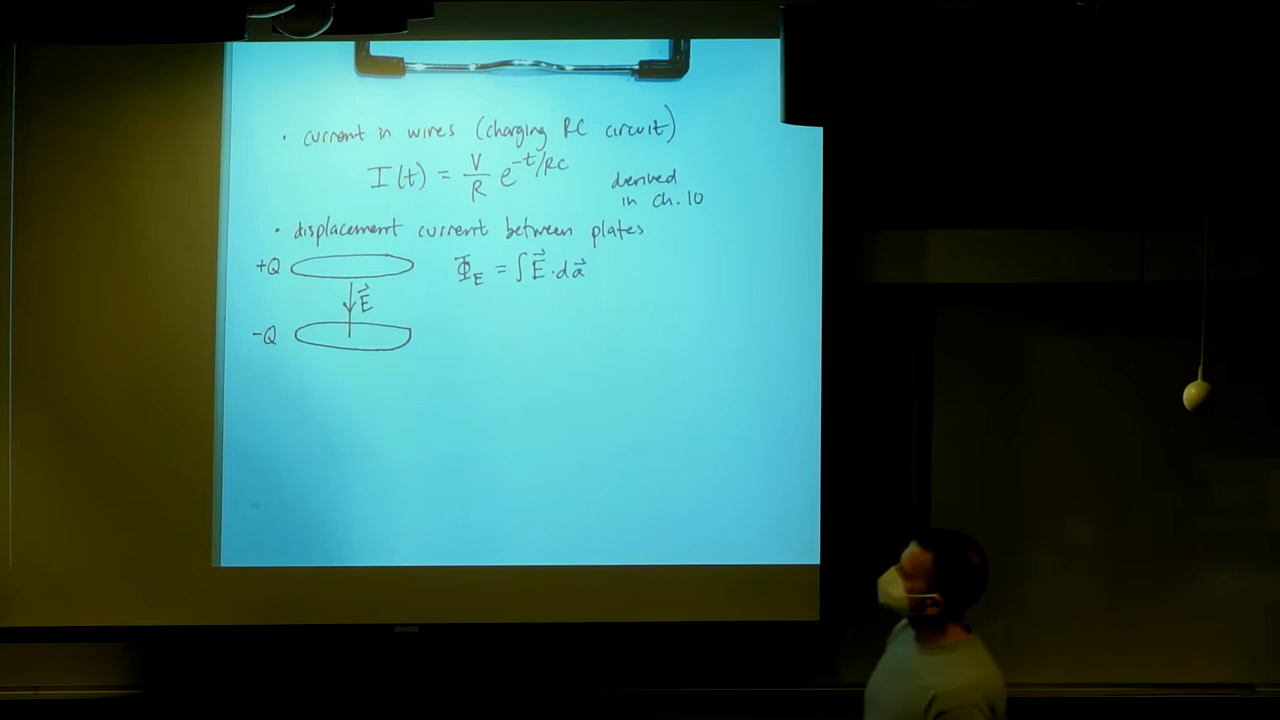 · current in wires (charging RC circuit)
I(t) = V/R e^{-t/RC}
derived
in ch. 10
· displacement current between plates
+Q
Φ_E = ∫ E⃗ · da⃗
E⃗
-Q